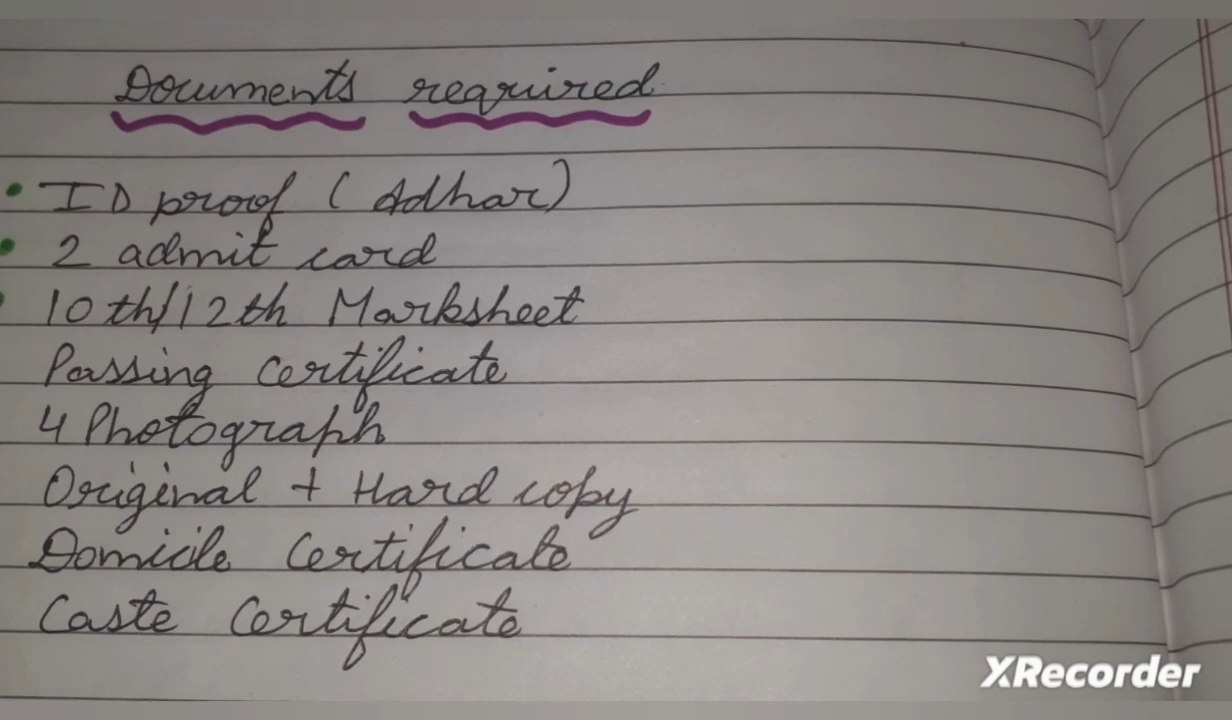 Documents required
• ID proof ( Adhar)
• 2 admit card
• 10th/12th Marksheet
Passing Certificate
4 Photograph
Original + Hard copy
Domicile Certificate
Caste Certificate
XRecorder